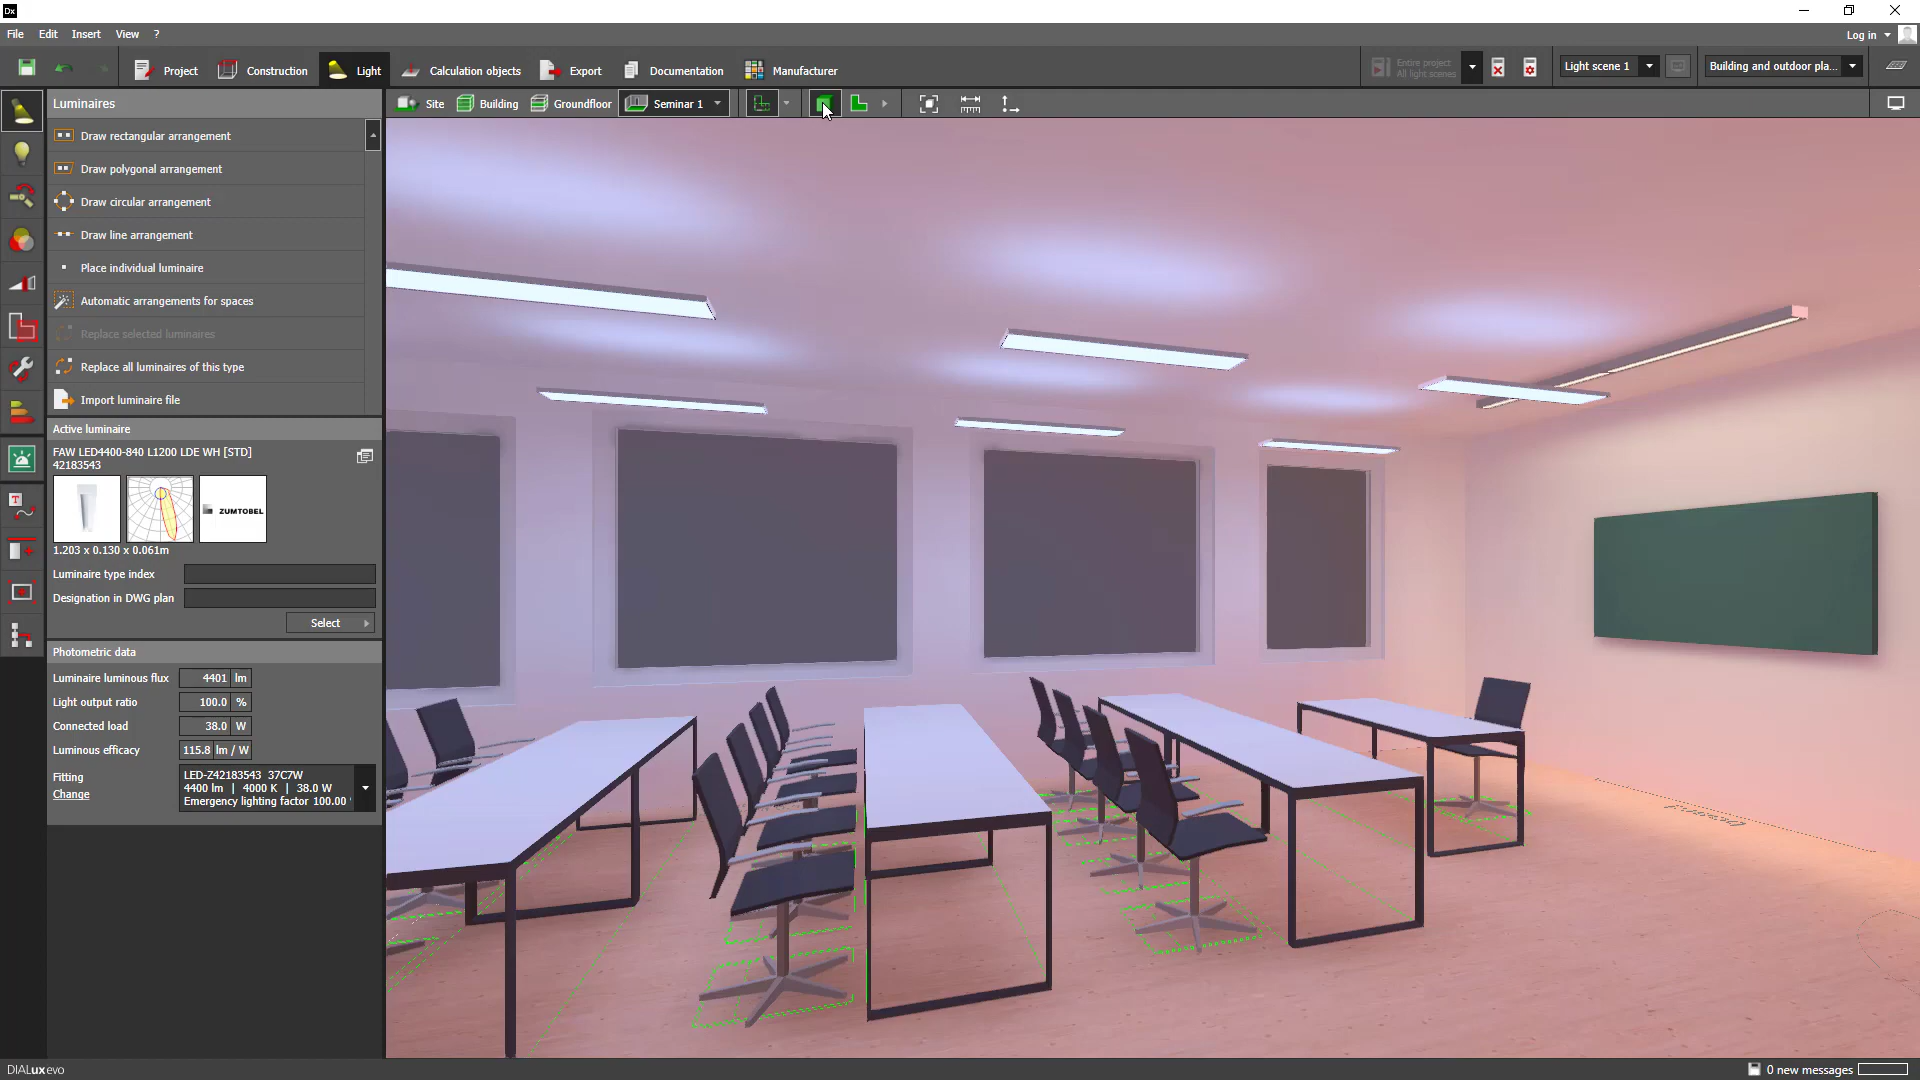 Dx
File Edit Insert View ?
Log in
Project Construction Light Calculation objects Export Documentation Manufacturer
Entire project
All light scenes
Light scene 1
Building and outdoor pla...
Luminaires
Site Building Groundfloor Seminar 1
Draw rectangular arrangement
Draw polygonal arrangement
Draw circular arrangement
Draw line arrangement
Place individual luminaire
Automatic arrangements for spaces
Replace selected luminaires
Replace all luminaires of this type
Import luminaire file
Active luminaire
FAW LED4400-840 L1200 LDE WH [STD]
42183543
ZUMTOBEL
1.203 x 0.130 x 0.061m
Luminaire type index
Designation in DWG plan
Select
Photometric data
Luminaire luminous flux 4401 lm
Light output ratio 100.0 %
Connected load 38.0 W
Luminous efficacy 115.8 lm / W
Fitting
Change
LED-Z42183543 37C7W
4400 lm | 4000 K | 38.0 W
Emergency lighting factor 100.00
DIALux evo
0 new messages